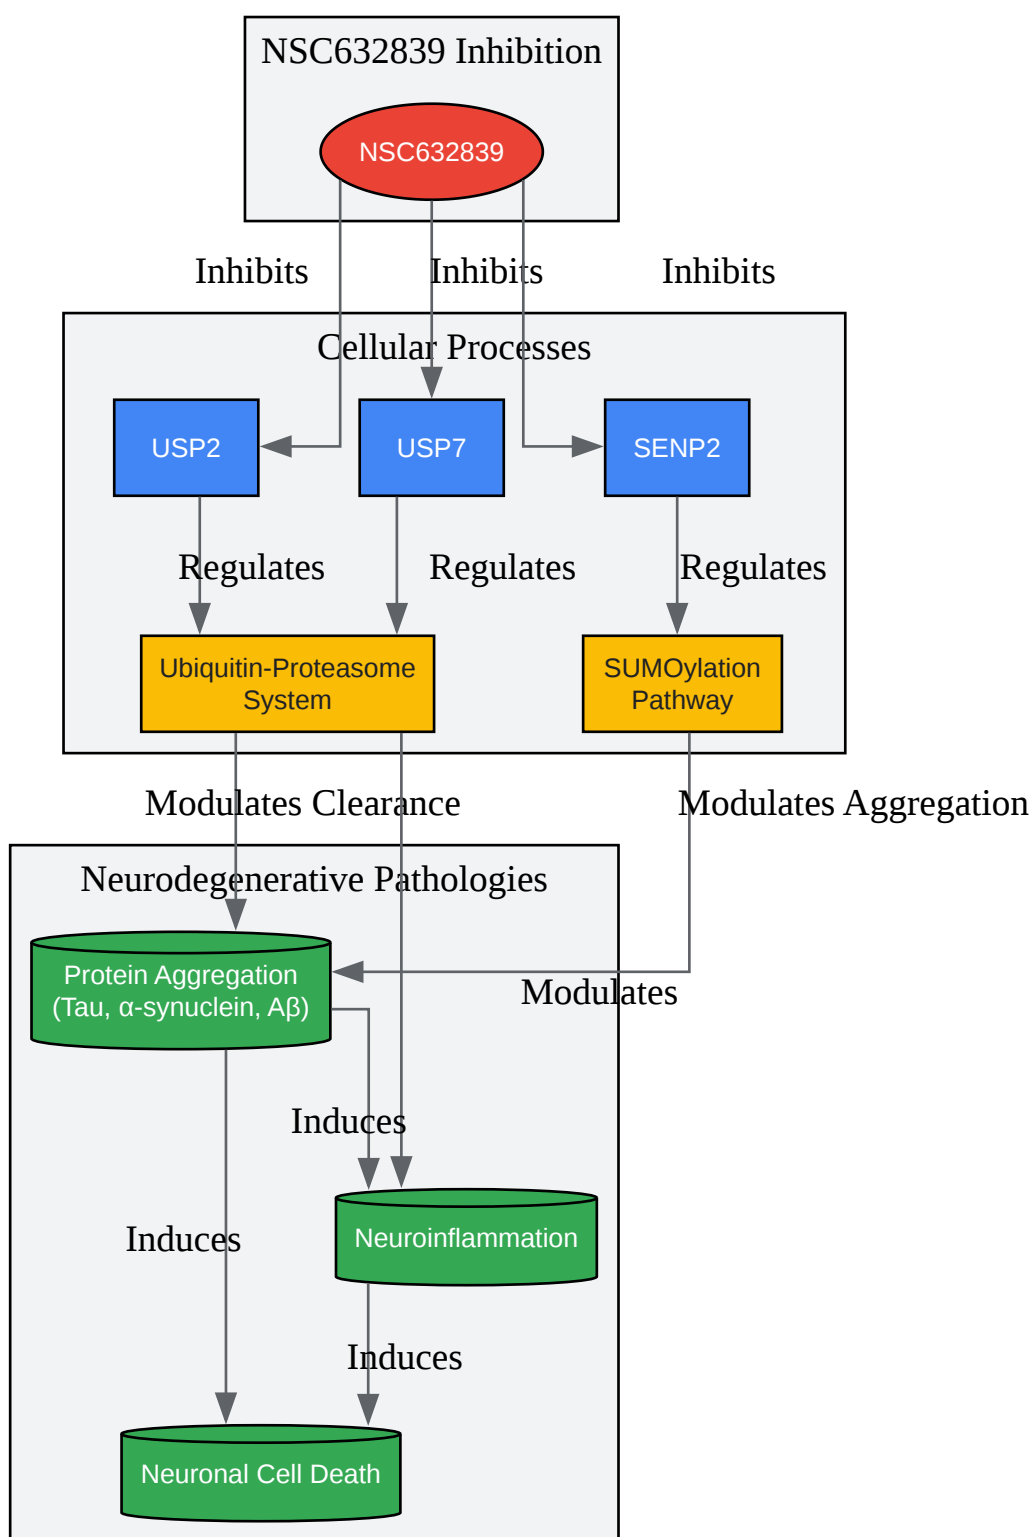 NSC632839 Inhibition
NSC632839
Inhibits
Inhibits
Inhibits
Cellular Processes
USP2
USP7
SENP2
Regulates
Regulates
Regulates
Ubiquitin-Proteasome
System
SUMOylation
Pathway
Modulates Clearance
Modulates Aggregation
Neurodegenerative Pathologies
Protein Aggregation
(Tau, α-synuclein, Aβ)
Modulates
Induces
Neuroinflammation
Induces
Induces
Neuronal Cell Death